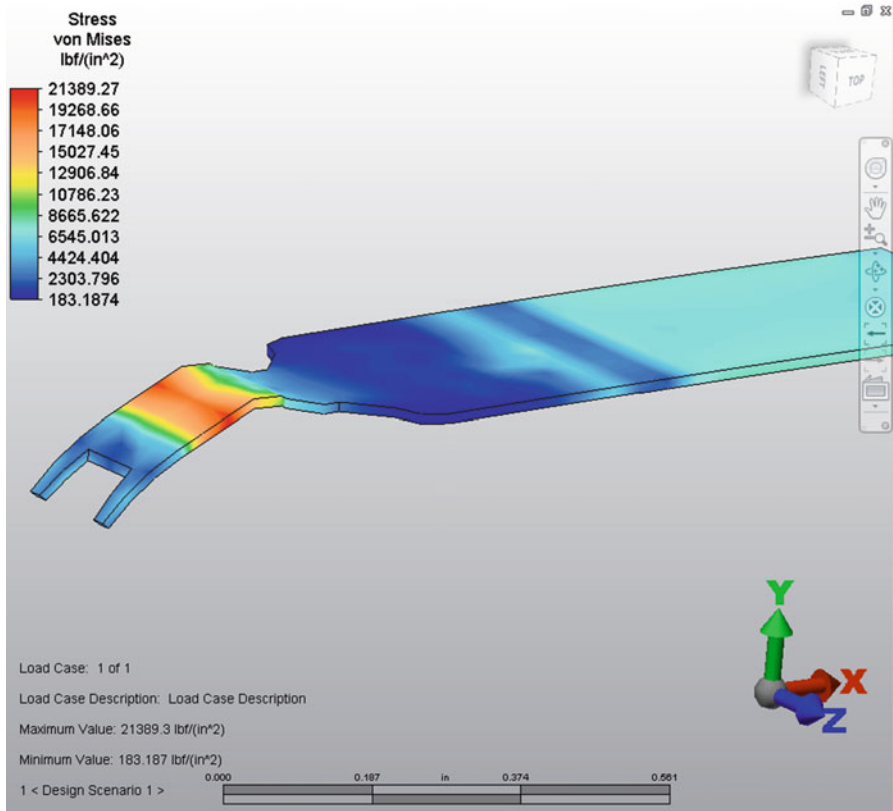 Stress
von Mises
lbf/(in^2)
21389.27
19268.66
17148.06
15027.45
12906.84
10786.23
8665.622
6545.013
4424.404
2303.796
183.1874
LEFT
TOP
Y
X
Z
Load Case: 1 of 1
Load Case Description: Load Case Description
Maximum Value: 21389.3 lbf/(in^2)
Minimum Value: 183.187 lbf/(in^2)
1 < Design Scenario 1 >
0.000 0.187 in 0.374 0.561